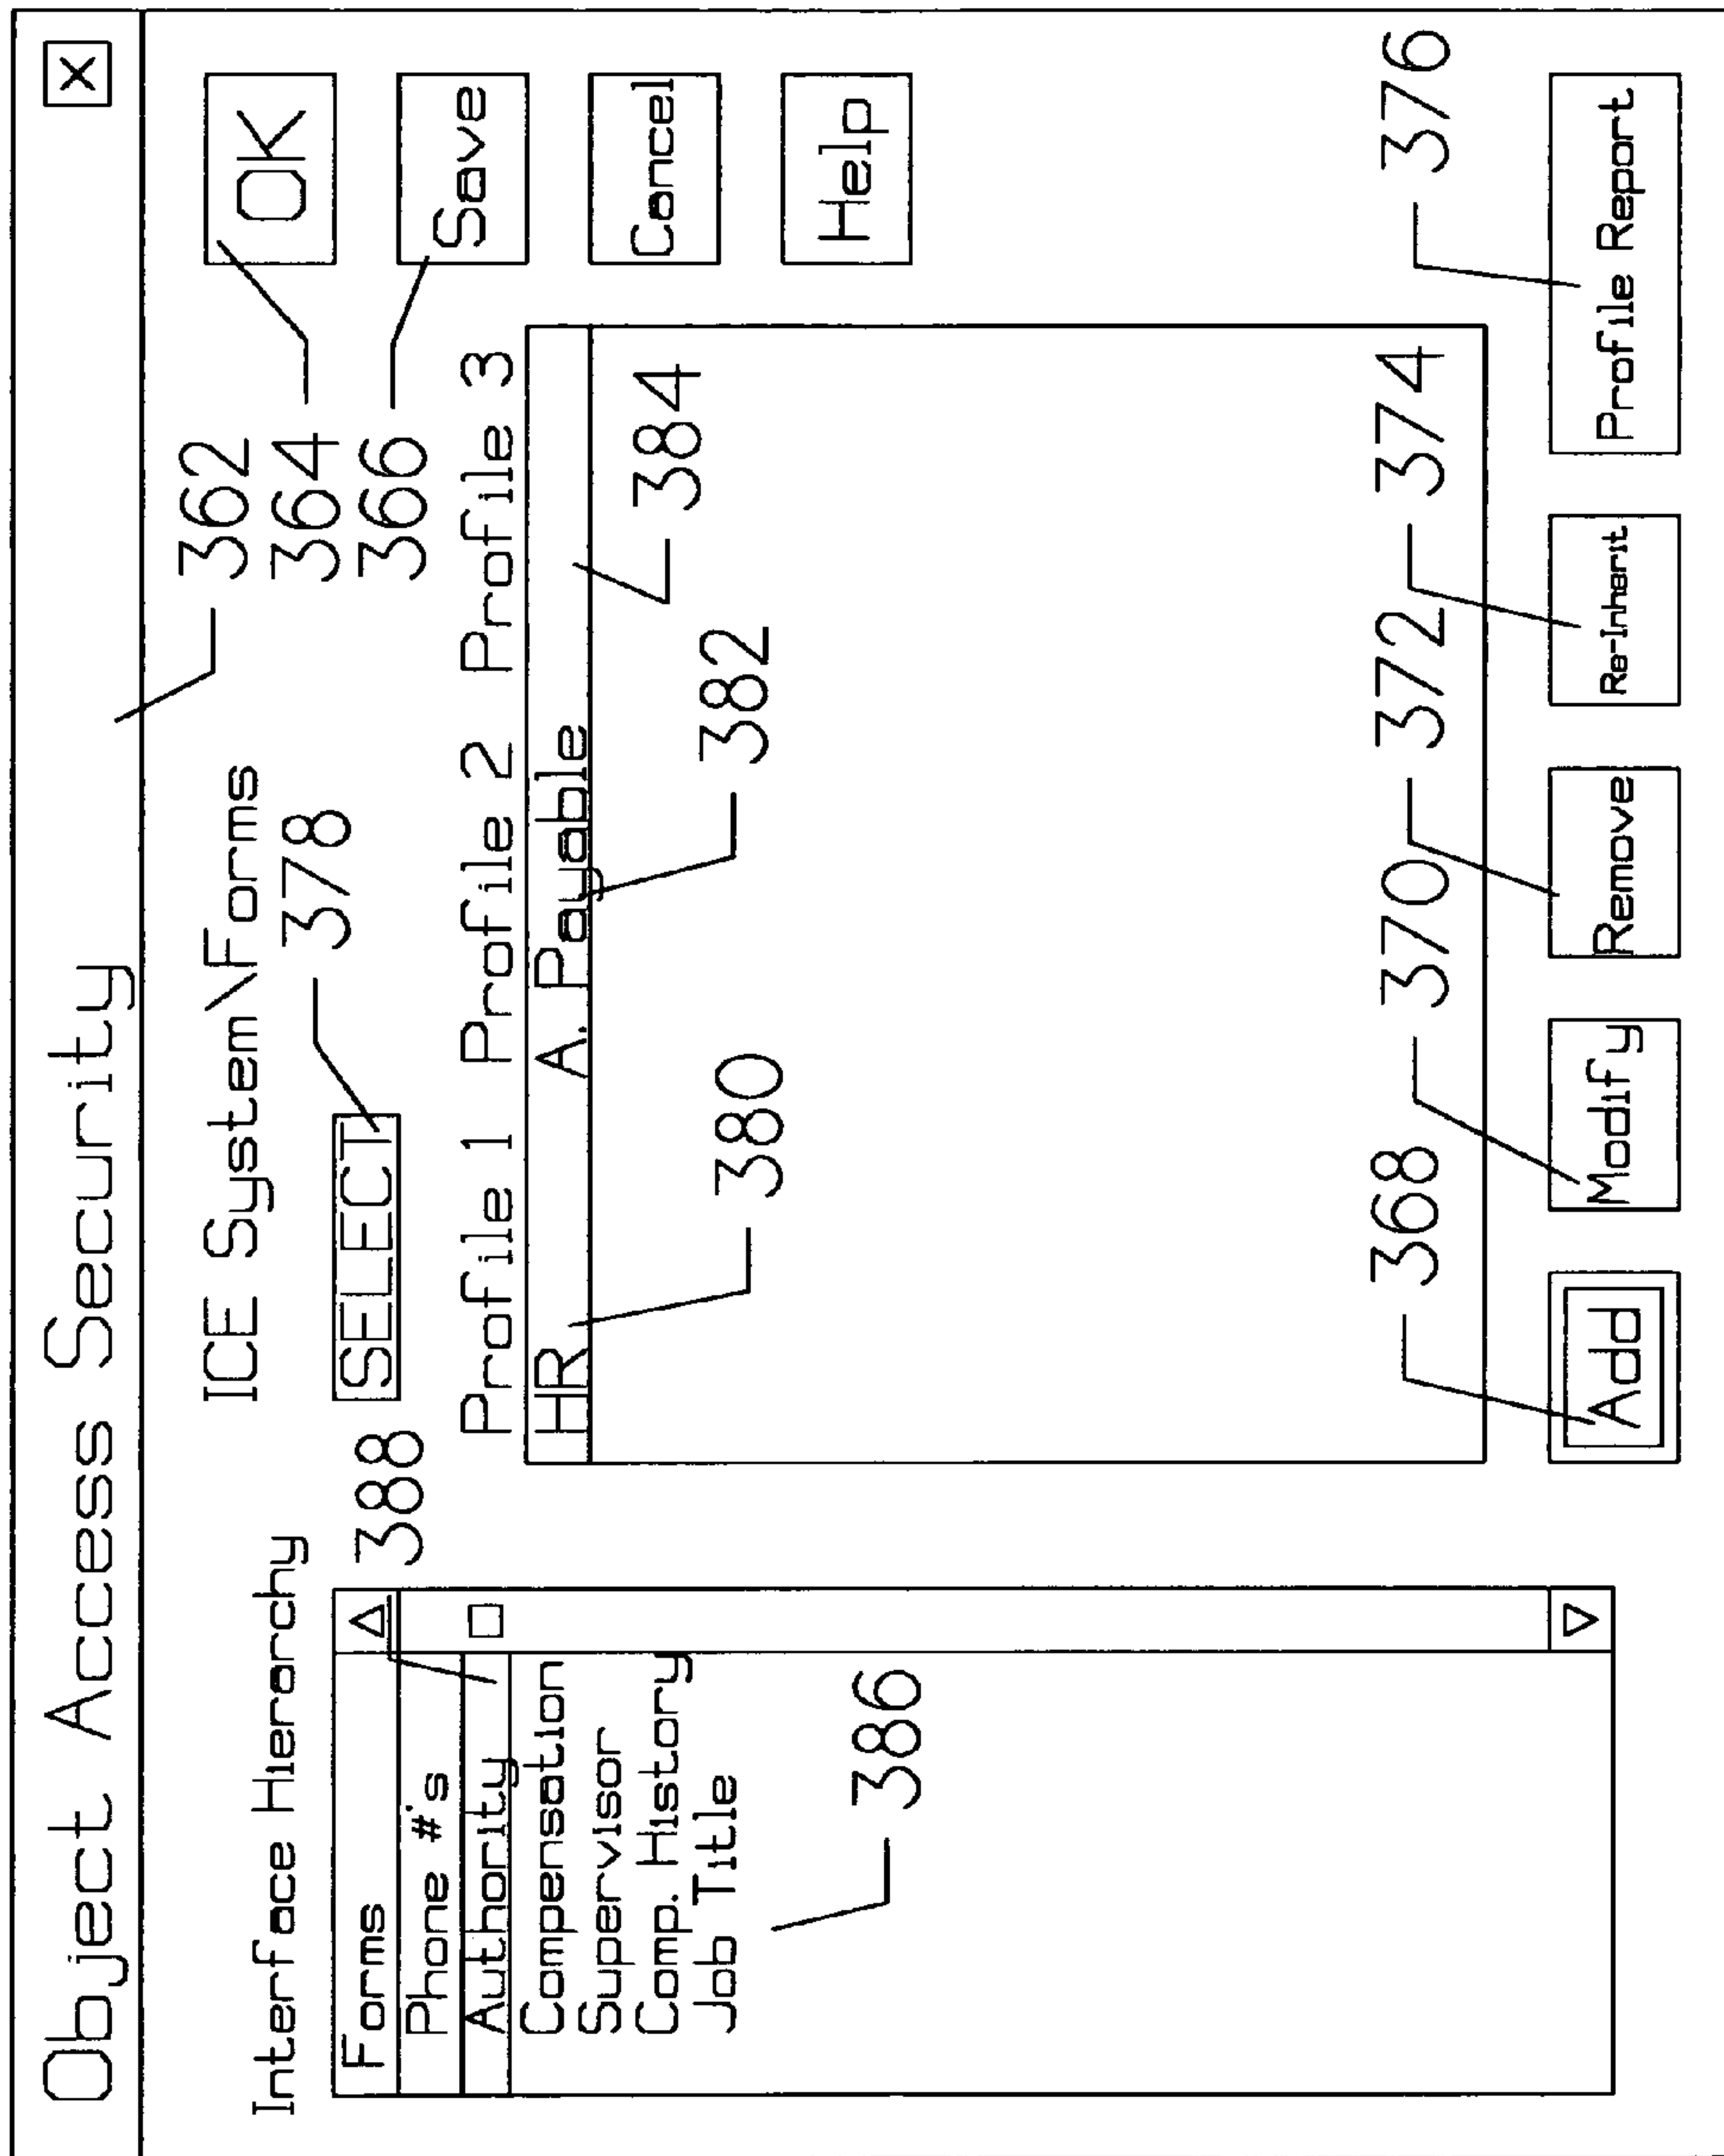 Object Access Security X
362
Interface Hierarchy
ICE System\Forms
OK
364
378
SELECT
388
366
Save
Forms
Phone #'s
Authority
Compensation
Supervisor
Comp. History
Job Title
386
Profile 1 Profile 2 Profile 3
HR A. Payable
380
382
384
Cancel
Help
368 370 372 374 376
Add Modify Remove Re-Inherit Profile Report